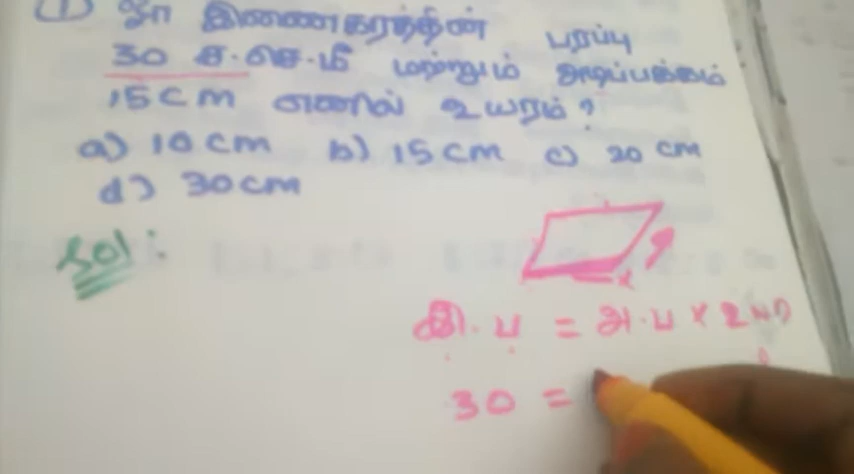 ① ஓர் இணைகரத்தின் பரப்பு
30 ச.செ.மீ மற்றும் அடிப்பக்கம்
15cm எனில் உயரம்?
a) 10 cm b) 15 cm c) 20 cm
d) 30 cm
Sol:
இ.ப = அ.ப x
30 =